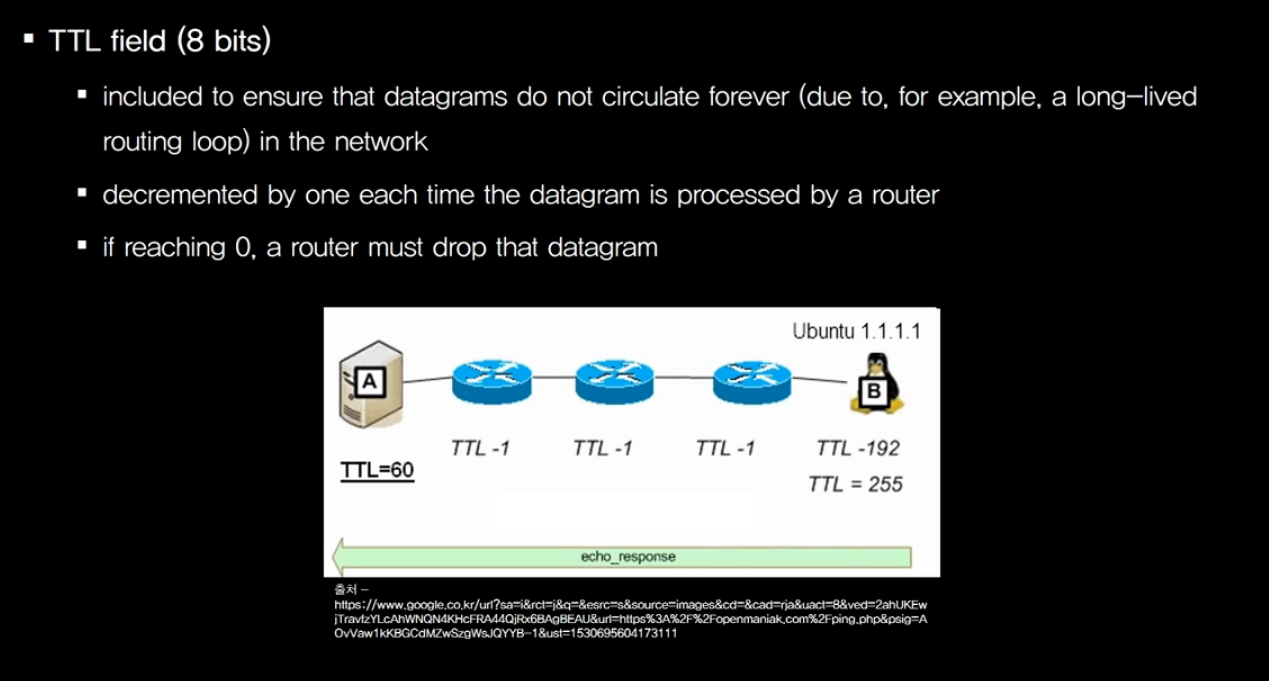 ▪ TTL field (8 bits)
▪ included to ensure that datagrams do not circulate forever (due to, for example, a long-lived
routing loop) in the network
▪ decremented by one each time the datagram is processed by a router
▪ if reaching 0, a router must drop that datagram
Ubuntu 1.1.1.1
A
B
TTL -1 TTL -1 TTL -1 TTL -192
TTL=60
TTL = 255
echo_response
출처 –
https://www.google.co.kr/url?sa=i&rct=j&q=&esrc=s&source=images&cd=&cad=rja&uact=8&ved=2ahUKEw
jTravIzYLcAhWNQN4KHcFRA44QjRx6BAgBEAU&url=https%3A%2F%2Fopenmaniak.com%2Fping.php&psig=A
OvVaw1kKBGCdMZwSzgWsJQYYB-1&ust=1530695604173111